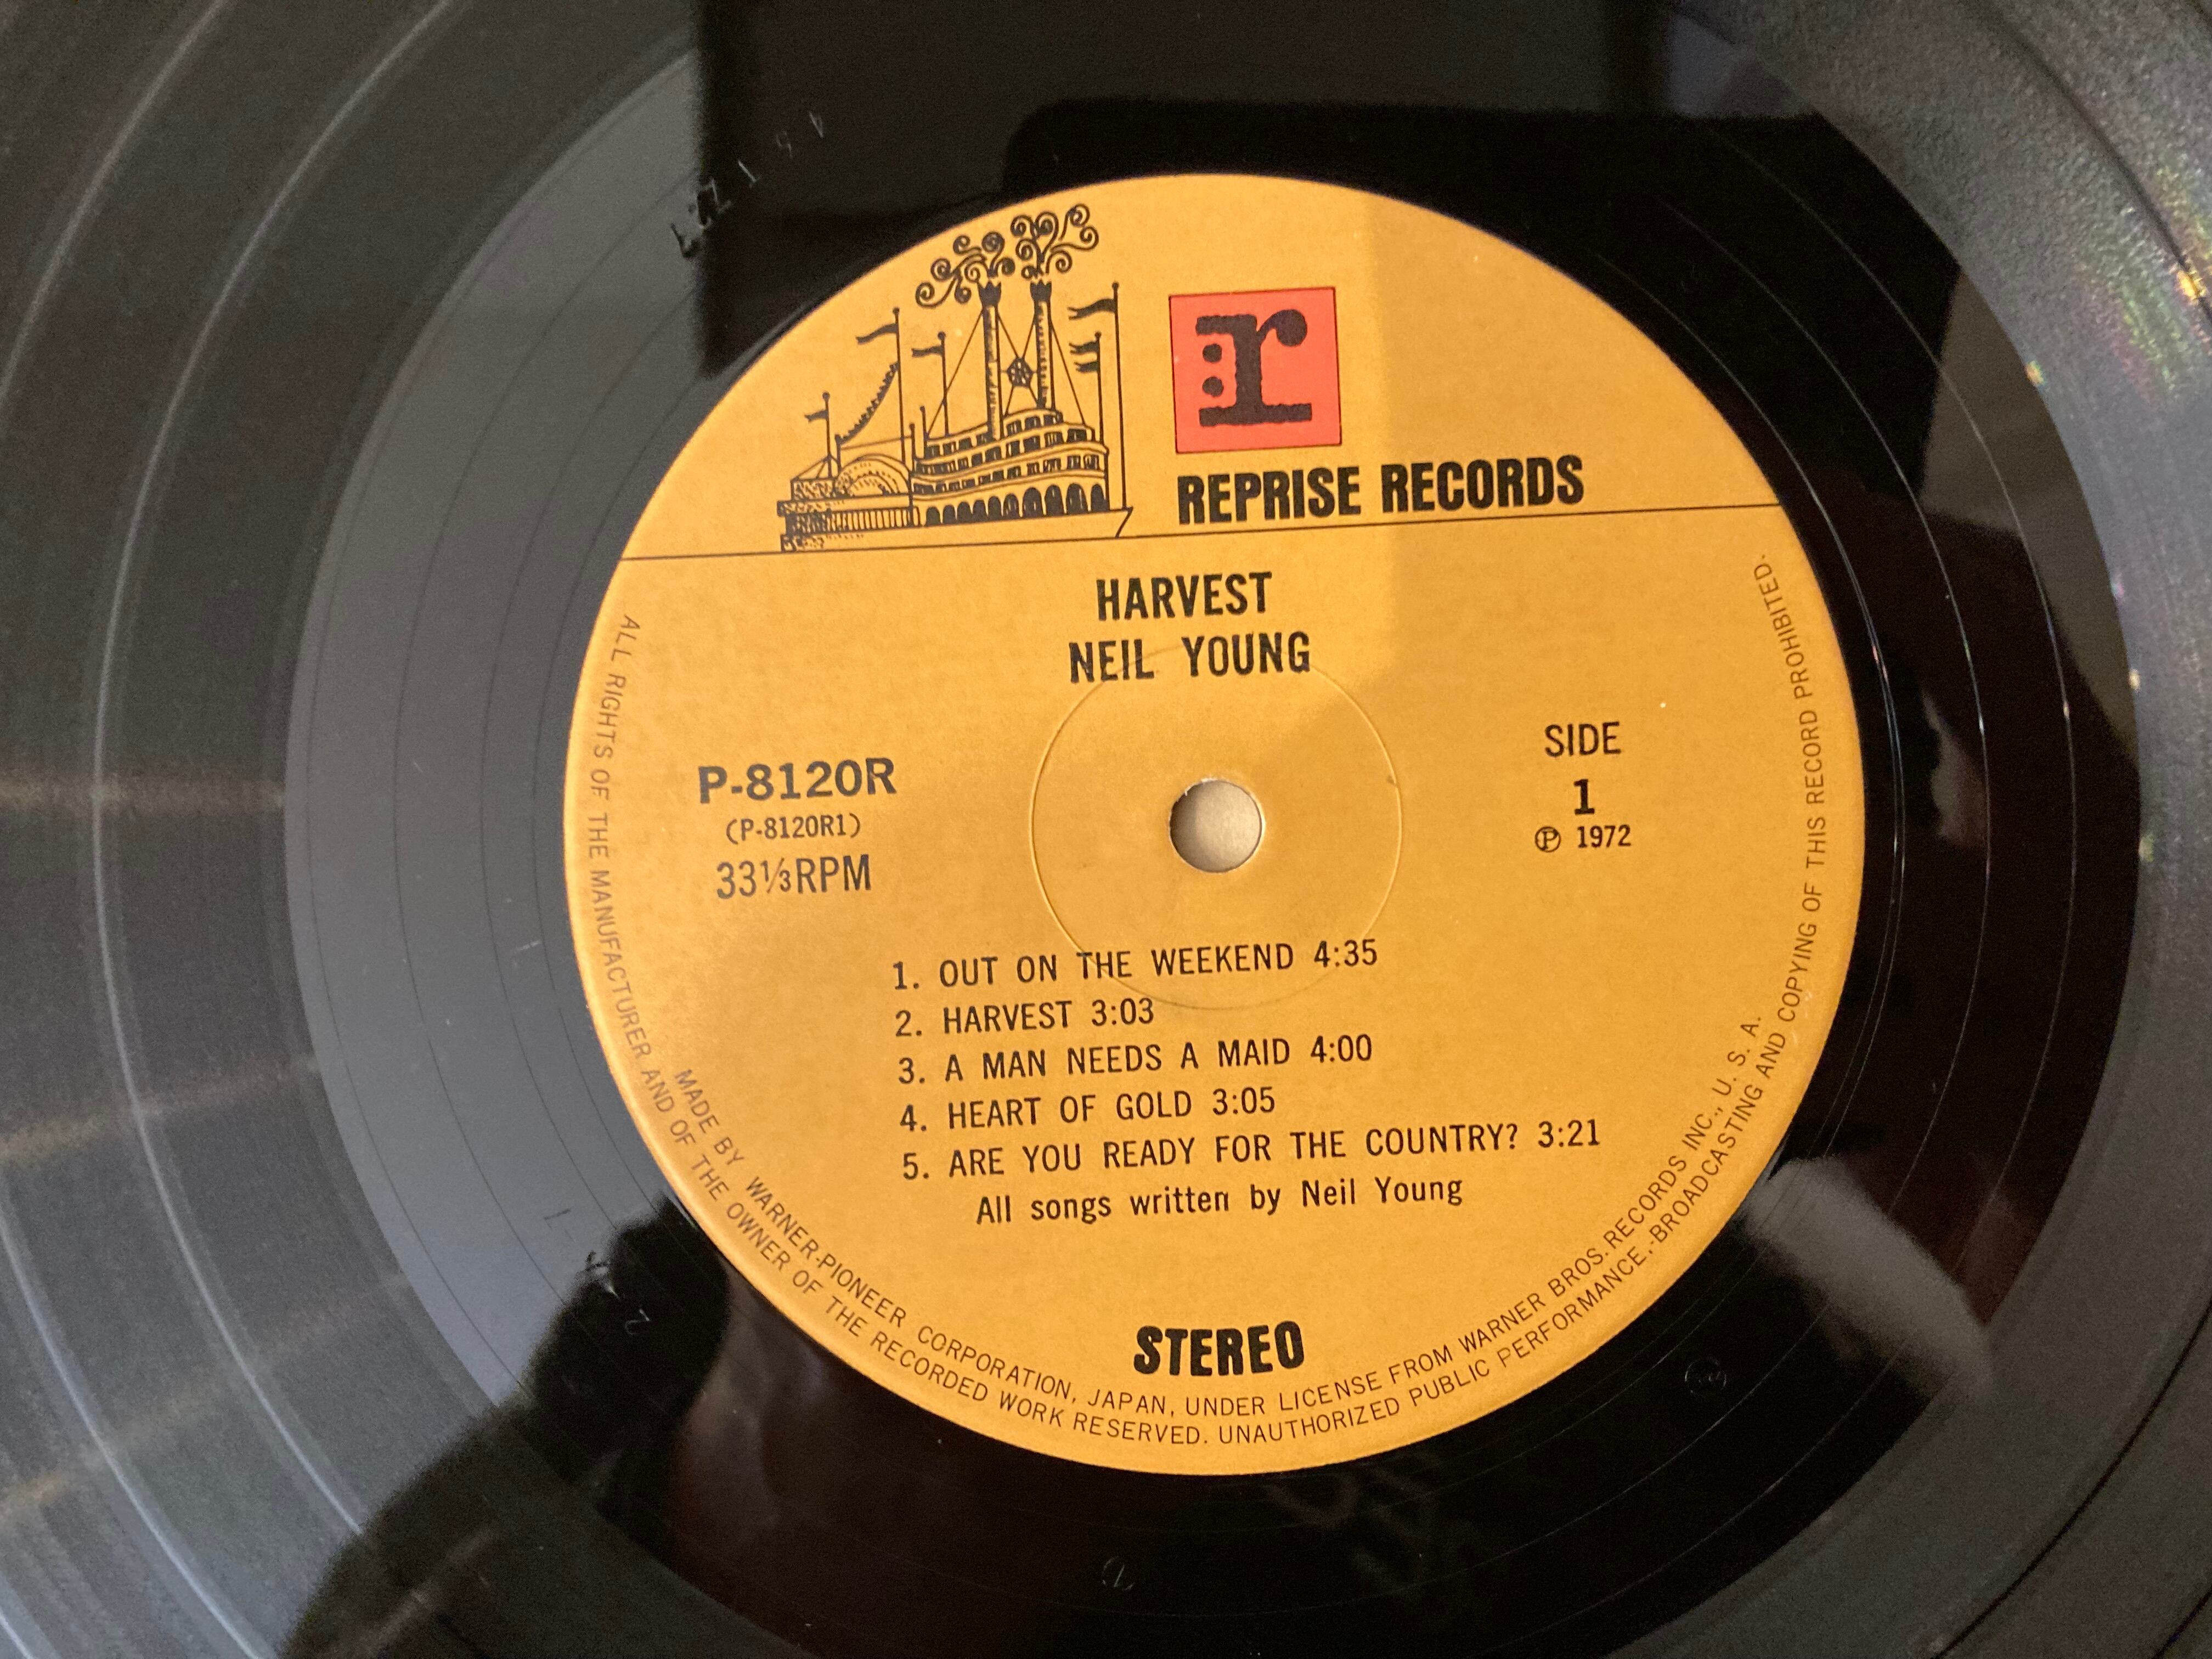 r
REPRISE RECORDS
HARVEST
NEIL YOUNG
P-8120R
(P-8120R1)
33⅓RPM
SIDE
1
Ⓟ 1972
1. OUT ON THE WEEKEND 4:35
2. HARVEST 3:03
3. A MAN NEEDS A MAID 4:00
4. HEART OF GOLD 3:05
5. ARE YOU READY FOR THE COUNTRY? 3:21
All songs written by Neil Young
STEREO
MADE BY WARNER-PIONEER CORPORATION, JAPAN, UNDER LICENSE FROM WARNER BROS. RECORDS INC., U. S. A.
ALL RIGHTS OF THE MANUFACTURER AND OF THE OWNER OF THE RECORDED WORK RESERVED. UNAUTHORIZED PUBLIC PERFORMANCE,·BROADCASTING AND COPYING OF THIS RECORD PROHIBITED·